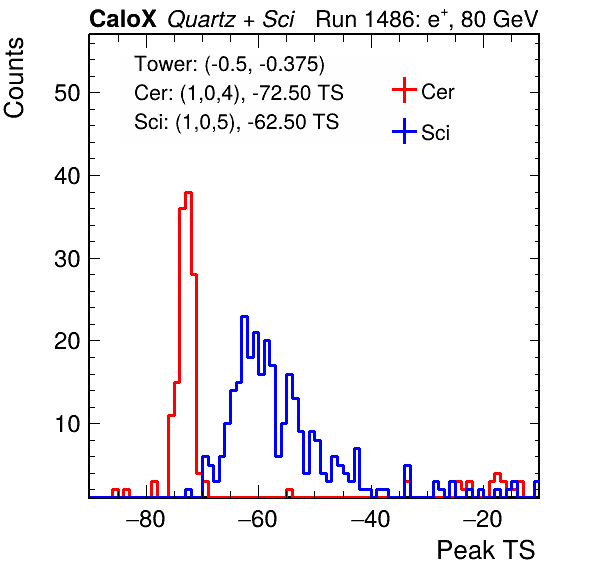 CaloX Quartz + Sci Run 1486: e⁺, 80 GeV
Counts
Tower: (-0.5, -0.375)
Cer: (1,0,4), -72.50 TS
Sci: (1,0,5), -62.50 TS
Cer
Sci
50
40
30
20
10
−80 −60 −40 −20
Peak TS